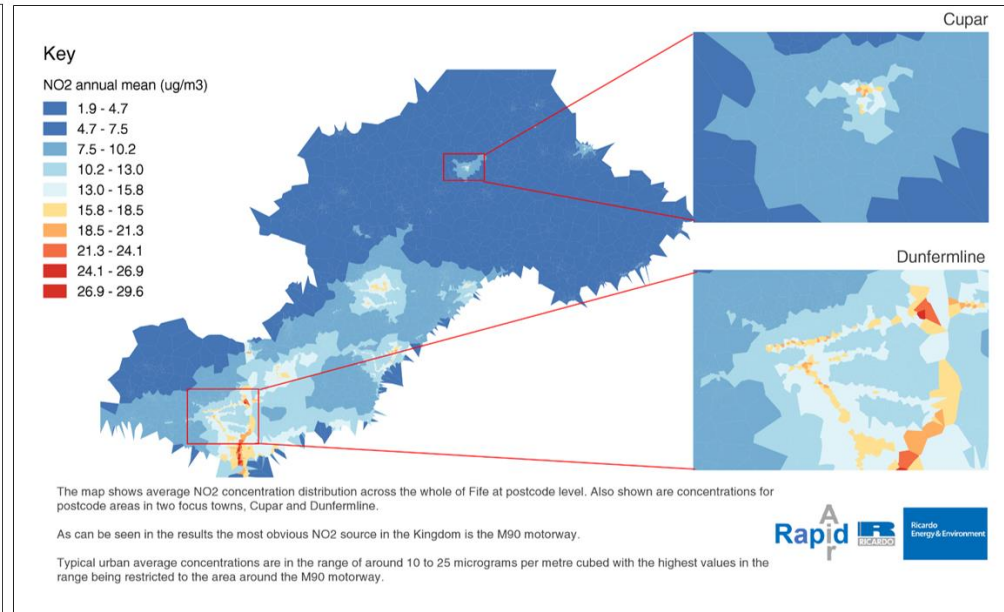 Cupar
Key
NO2 annual mean (ug/m3)
1.9 - 4.7
4.7 - 7.5
7.5 - 10.2
10.2 - 13.0
13.0 - 15.8
15.8 - 18.5
18.5 - 21.3
21.3 - 24.1
24.1 - 26.9
26.9 - 29.6
Dunfermline
The map shows average NO2 concentration distribution across the whole of Fife at postcode level. Also shown are concentrations for
postcode areas in two focus towns, Cupar and Dunfermline.
As can be seen in the results the most obvious NO2 source in the Kingdom is the M90 motorway.
Typical urban average concentrations are in the range of around 10 to 25 micrograms per metre cubed with the highest values in the
range being restricted to the area around the M90 motorway.
Rapid
Air
R
RICARDO
Ricardo
Energy & Environment